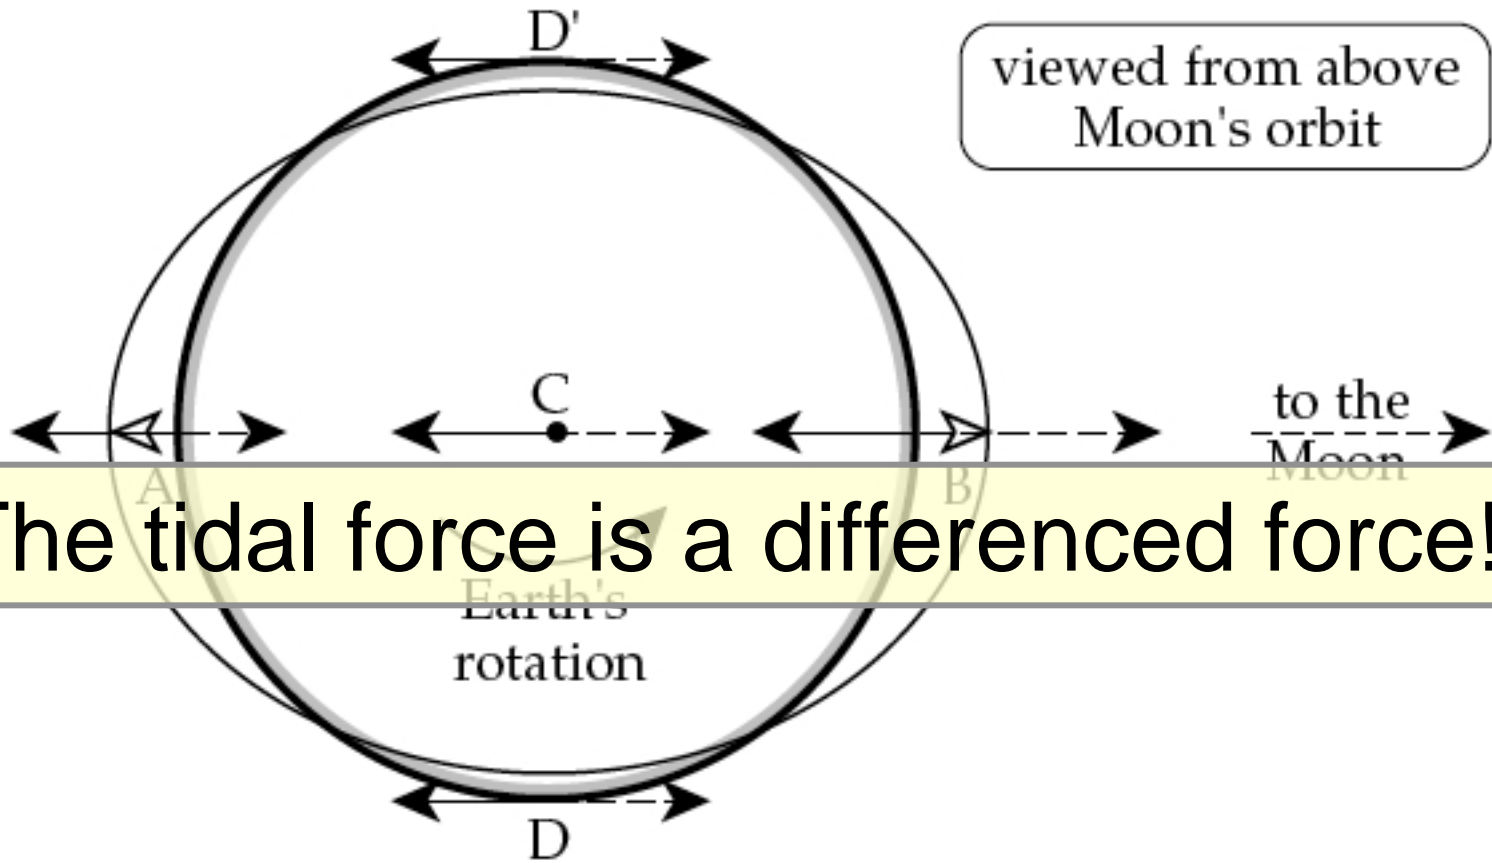 D'
viewed from above
Moon's orbit
C
to the
Moon
A
B
The tidal force is a differenced force!
Earth's
rotation
D